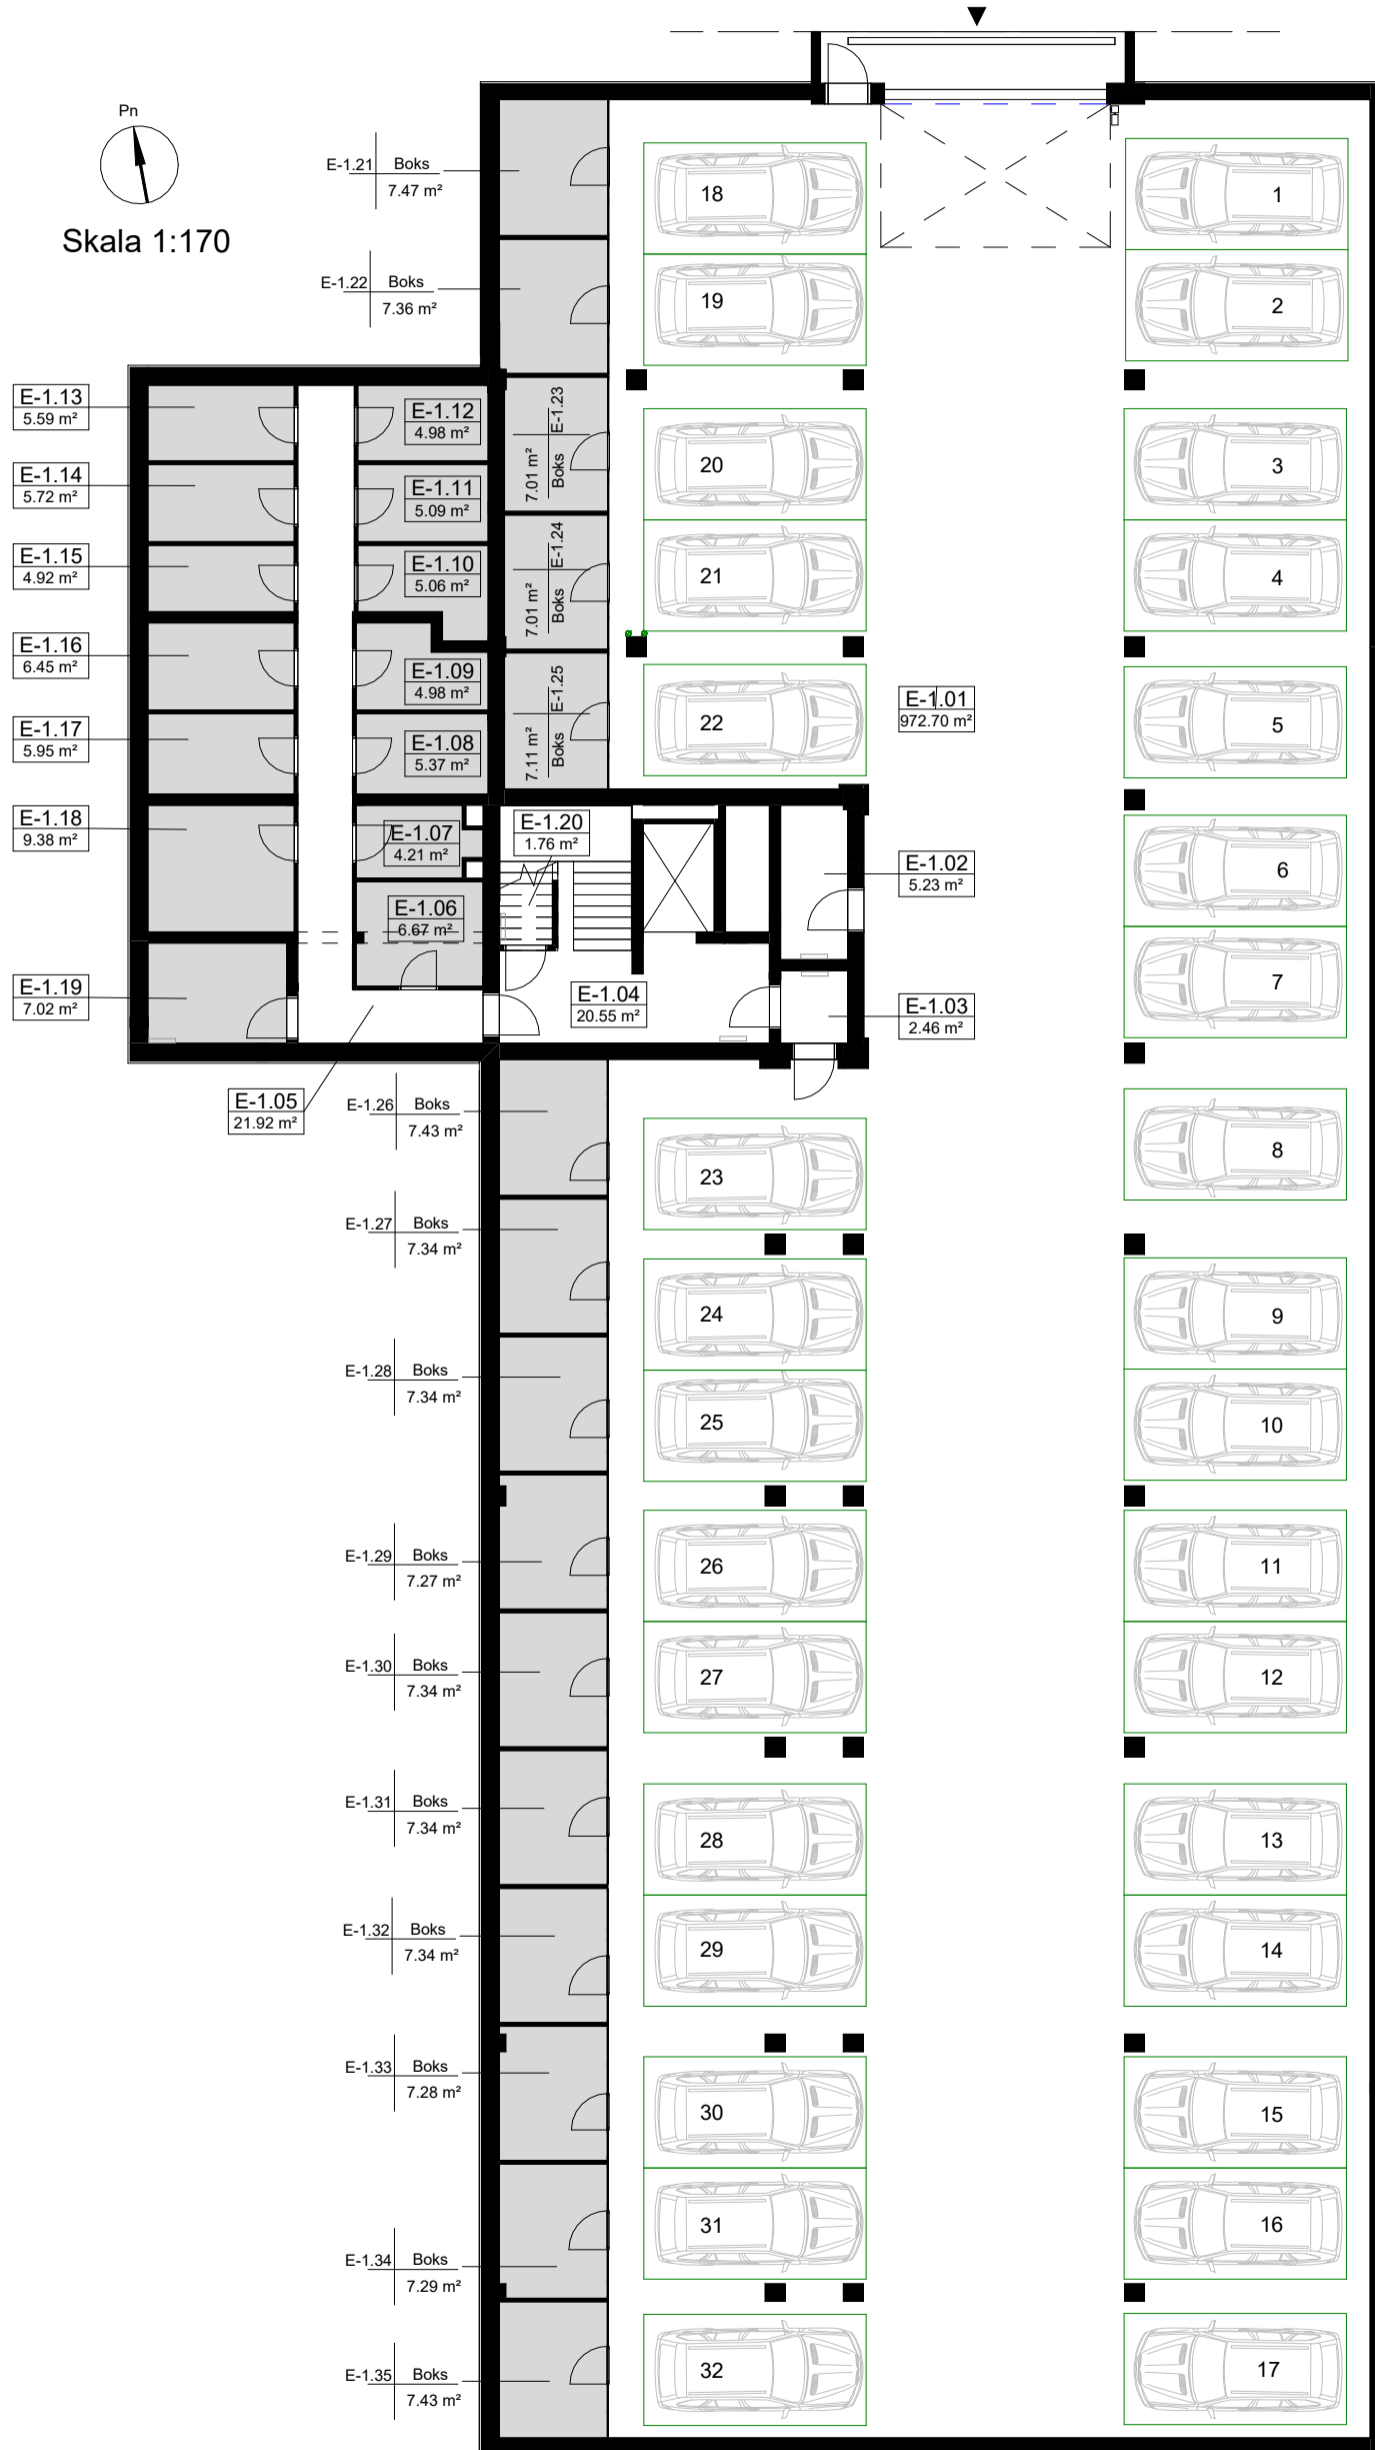 Pn
Skala 1:170
E-1.21 Boks
7.47 m²
E-1.22 Boks
7.36 m²
E-1.13
5.59 m²
E-1.14
5.72 m²
E-1.15
4.92 m²
E-1.16
6.45 m²
E-1.17
5.95 m²
E-1.18
9.38 m²
E-1.19
7.02 m²
E-1.12
4.98 m²
E-1.11
5.09 m²
E-1.10
5.06 m²
E-1.09
4.98 m²
E-1.08
5.37 m²
E-1.07
4.21 m²
E-1.06
6.67 m²
E-1.05
21.92 m²
E-1.23
Boks
7.01 m²
E-1.24
Boks
7.01 m²
E-1.25
Boks
7.11 m²
E-1.20
1.76 m²
E-1.04
20.55 m²
E-1.02
5.23 m²
E-1.03
2.46 m²
E-1.01
972.70 m²
E-1.26 Boks
7.43 m²
E-1.27 Boks
7.34 m²
E-1.28 Boks
7.34 m²
E-1.29 Boks
7.27 m²
E-1.30 Boks
7.34 m²
E-1.31 Boks
7.34 m²
E-1.32 Boks
7.34 m²
E-1.33 Boks
7.28 m²
E-1.34 Boks
7.29 m²
E-1.35 Boks
7.43 m²
18
19
20
21
22
23
24
25
26
27
28
29
30
31
32
1
2
3
4
5
6
7
8
9
10
11
12
13
14
15
16
17